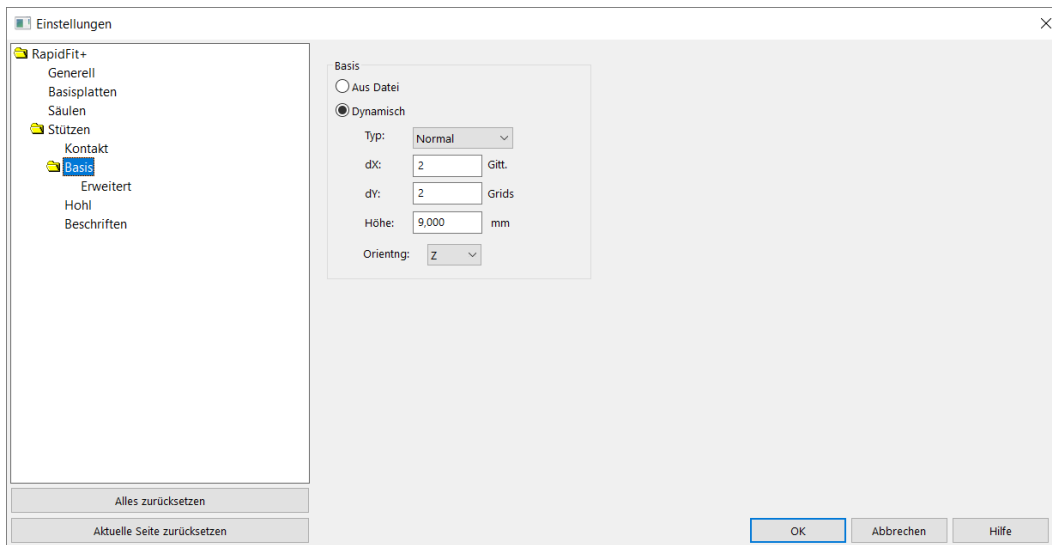 Einstellungen
RapidFit+
Generell
Basisplatten
Säulen
Stützen
Kontakt
Basis
Erweitert
Hohl
Beschriften
Alles zurücksetzen
Aktuelle Seite zurücksetzen
Basis
Aus Datei
Dynamisch
Typ: Normal
dX: 2 Gitt.
dY: 2 Grids
Höhe: 9,000 mm
Orientng: Z
OK Abbrechen Hilfe